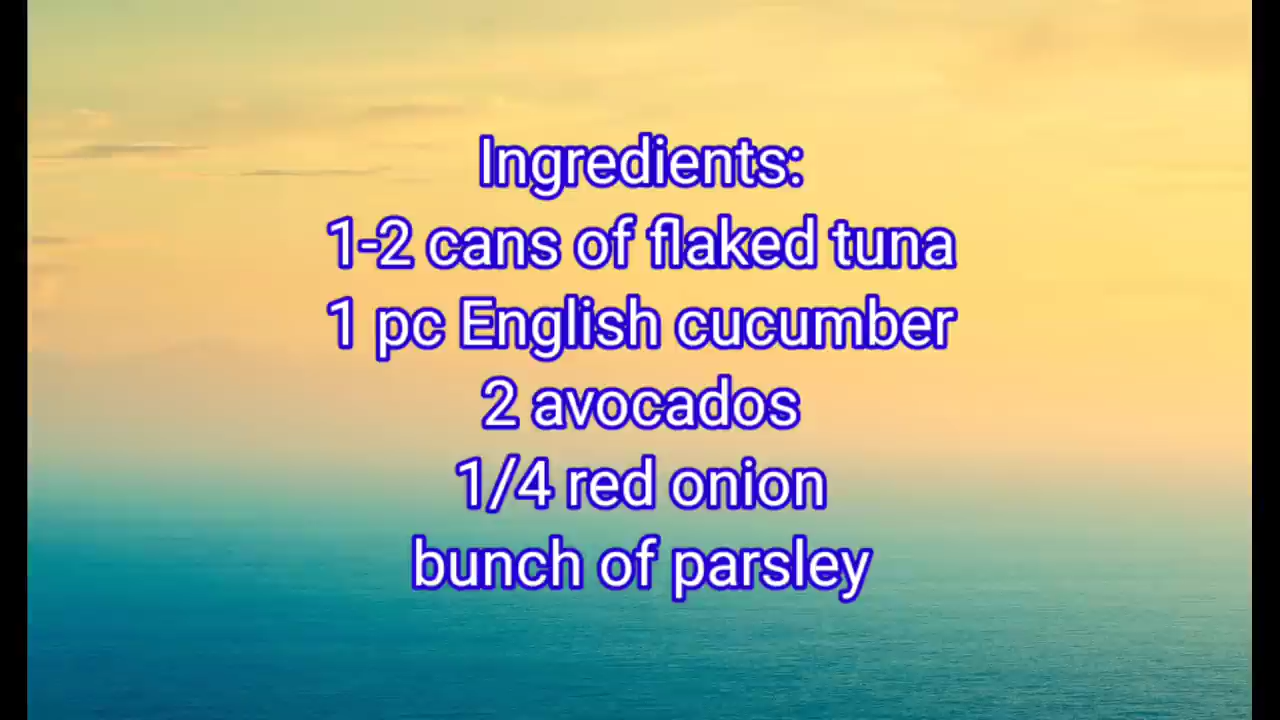 Ingredients:
1-2 cans of flaked tuna
1 pc English cucumber
2 avocados
1/4 red onion
bunch of parsley